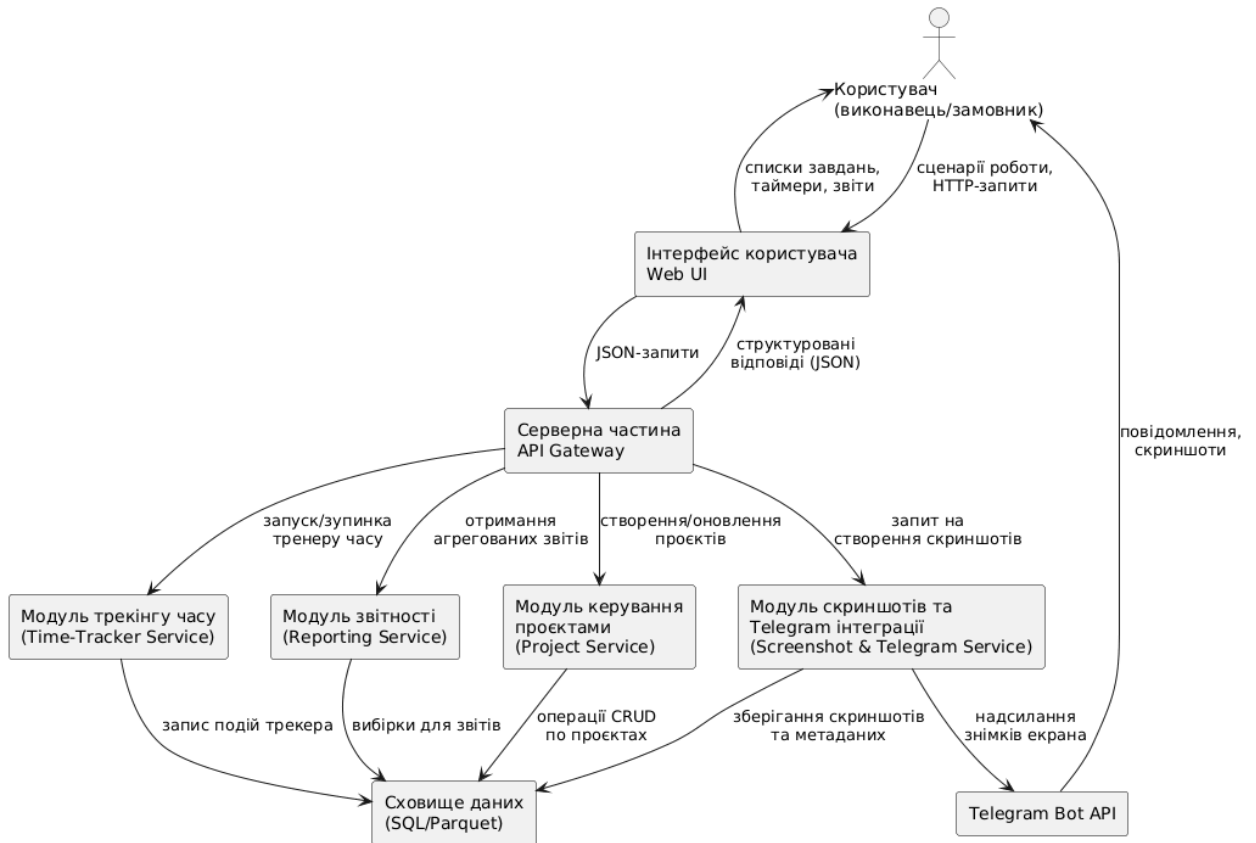 Користувач
(виконавець/замовник)
списки завдань,
таймери, звіти
сценарії роботи,
HTTP-запити
Інтерфейс користувача
Web UI
JSON-запити
структуровані
відповіді (JSON)
Серверна частина
API Gateway
повідомлення,
скриншоти
запуск/зупинка
тренеру часу
отримання
агрегованих звітів
створення/оновлення
проєктів
запит на
створення скриншотів
Модуль трекінгу часу
(Time-Tracker Service)
Модуль звітності
(Reporting Service)
Модуль керування
проєктами
(Project Service)
Модуль скриншотів та
Telegram інтеграції
(Screenshot & Telegram Service)
запис подій трекера
вибірки для звітів
операції CRUD
по проєктах
зберігання скриншотів
та метаданих
надсилання
знімків екрана
Сховище даних
(SQL/Parquet)
Telegram Bot API